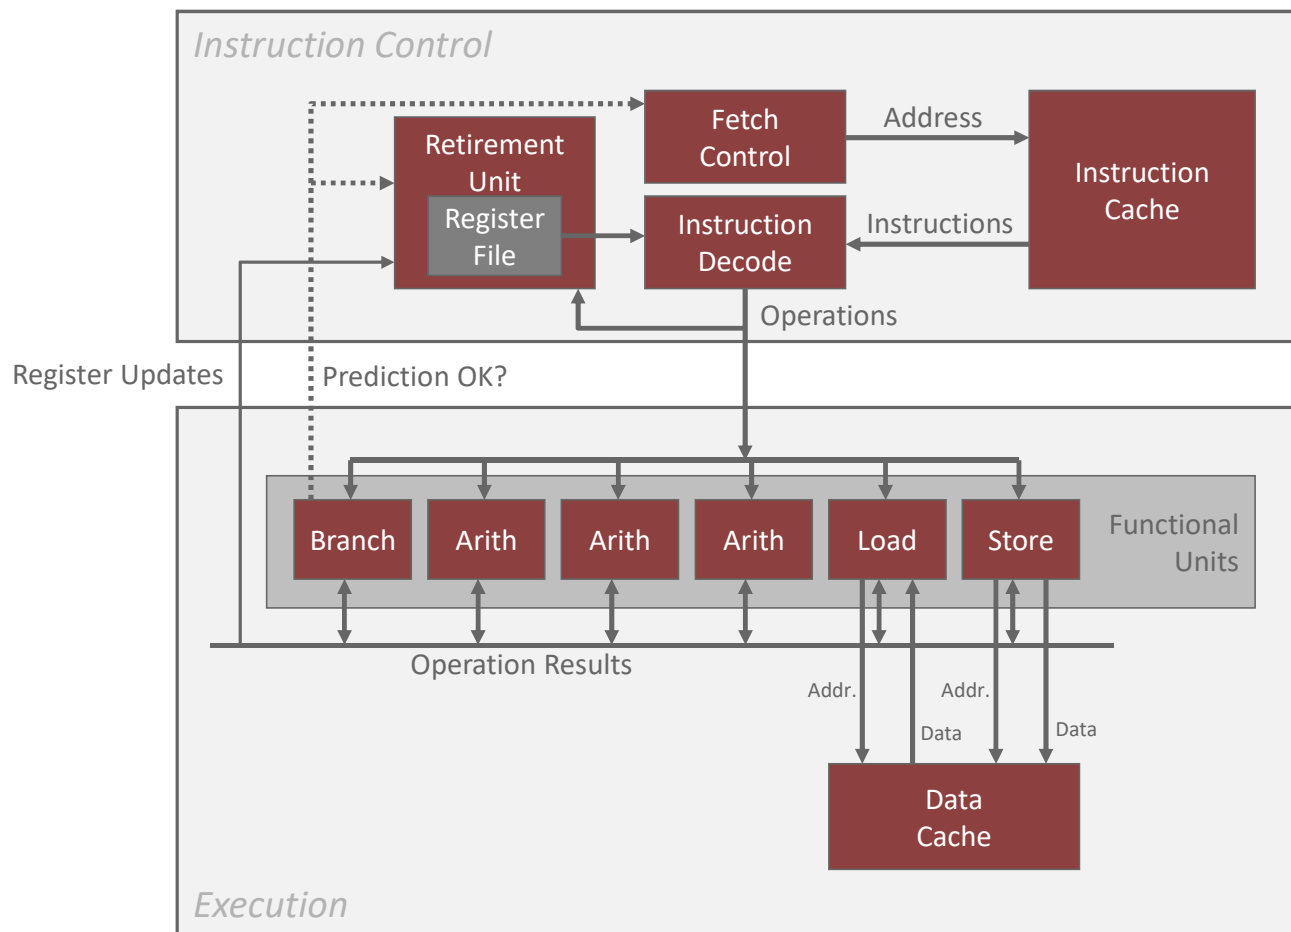 Instruction Control
Fetch
Control
Address
Retirement
Unit
Instruction
Cache
Register
File
Instruction
Decode
Instructions
Operations
Register Updates
Prediction OK?
Branch
Arith
Arith
Arith
Load
Store
Functional
Units
Operation Results
Addr.
Addr.
Data
Data
Data
Cache
Execution